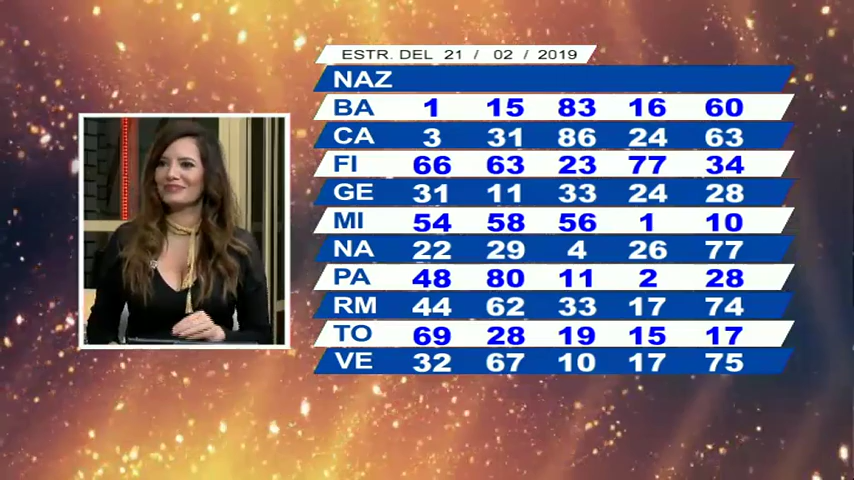 ESTR. DEL 21 / 02 / 2019
NAZ
BA 1 15 83 16 60
CA 3 31 86 24 63
FI 66 63 23 77 34
GE 31 11 33 24 28
MI 54 58 56 1 10
NA 22 29 4 26 77
PA 48 80 11 2 28
RM 44 62 33 17 74
TO 69 28 19 15 17
VE 32 67 10 17 75